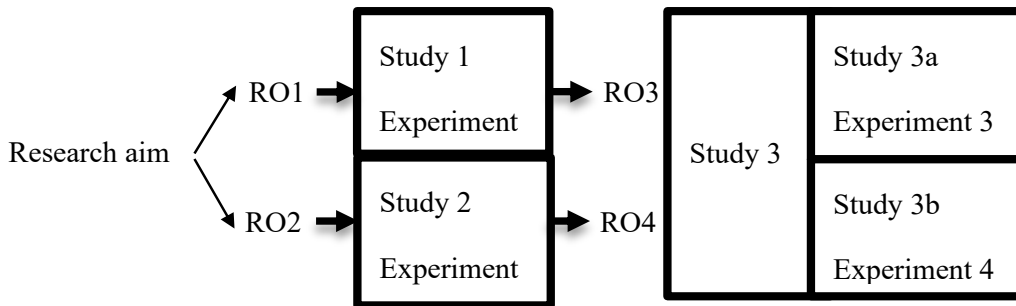 Research aim
RO1
RO2
Study 1
Experiment
Study 2
Experiment
RO3
RO4
Study 3
Study 3a
Experiment 3
Study 3b
Experiment 4